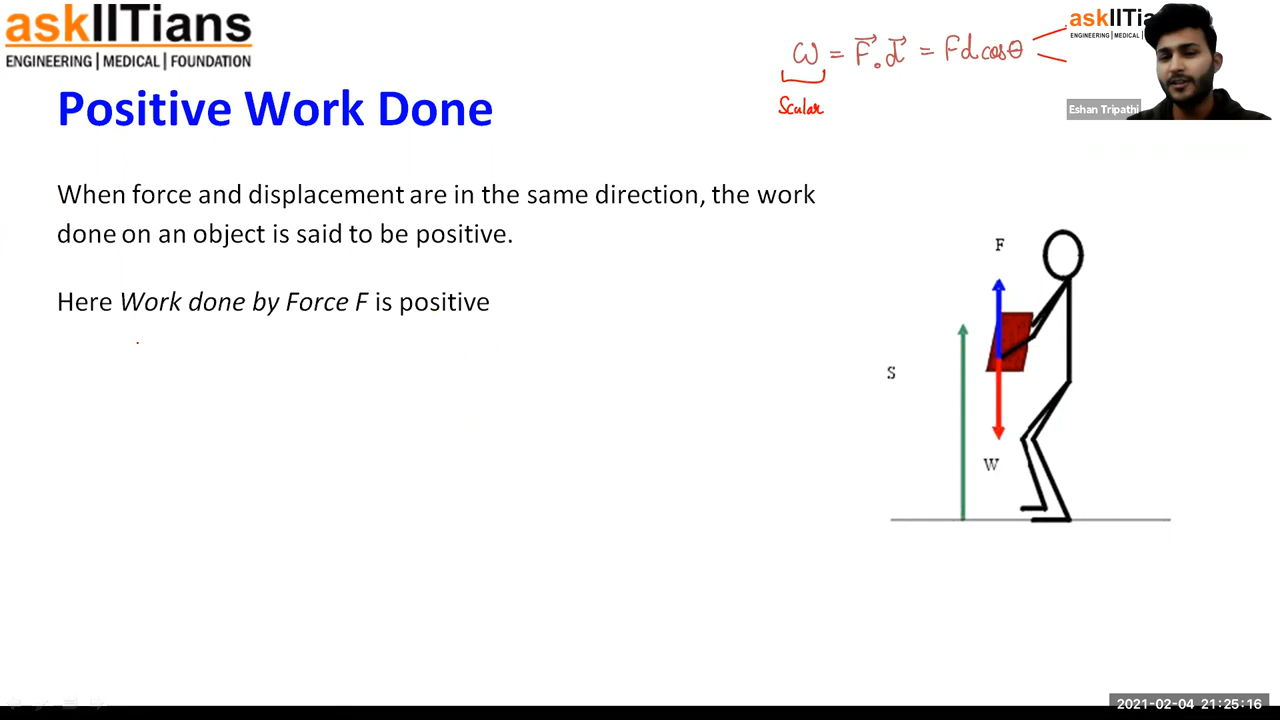 askIITians
ENGINEERING | MEDICAL | FOUNDATION
ω = F⃗ . d⃗ = Fd cosθ
Scular
askIITia
ENGINEERING | MEDICAL |
Eshan Tripathi
Positive Work Done
When force and displacement are in the same direction, the work
done on an object is said to be positive.
Here Work done by Force F is positive
F
S
W
2021-02-04 21:25:16